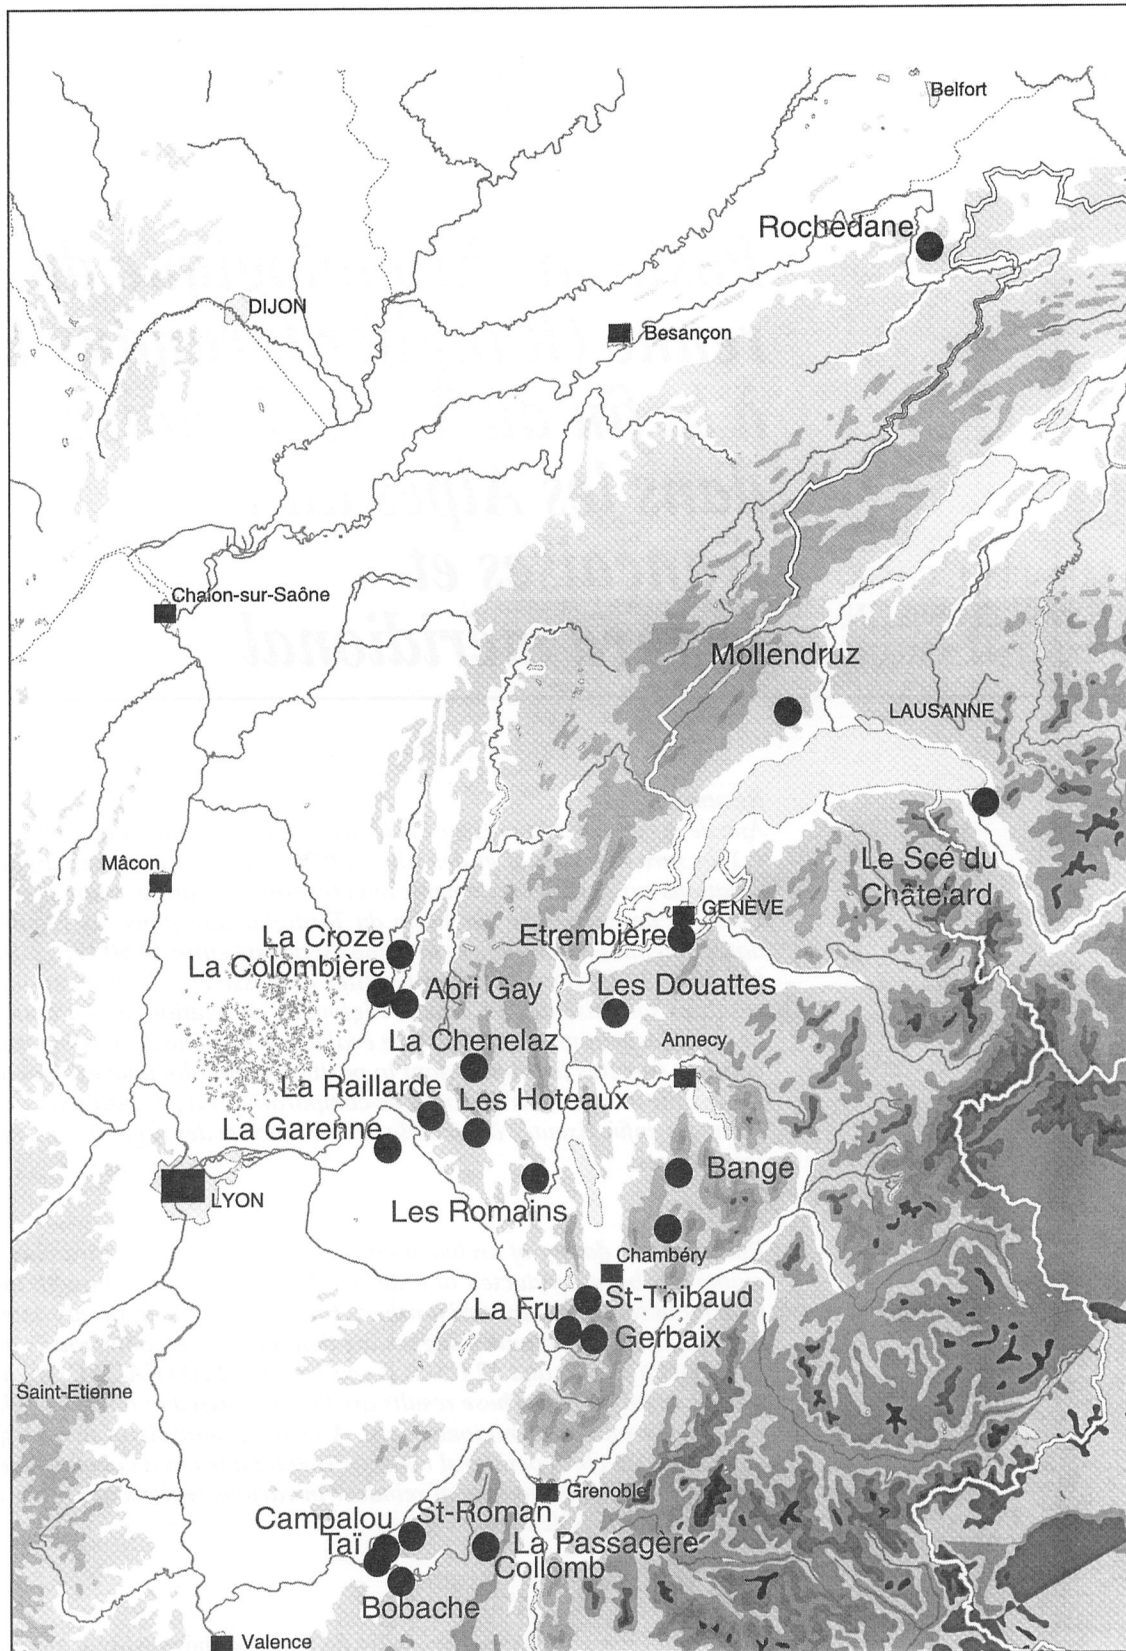 Belfort
Rochedane
DIJON
Besançon
Chalon-sur-Saône
Mollendruz
LAUSANNE
Mâcon
Le Scé du
Châtelard
GENÈVE
La Croze
Etrembière
La Colombière
Abri Gay
Les Douattes
La Chenelaz
Annecy
La Raillarde
Les Hoteaux
La Garenne
Bange
LYON
Les Romains
Chambéry
St-Thibaud
La Fru
Gerbaix
Saint-Etienne
Grenoble
St-Roman
Campalou
Taï
La Passagère
Collomb
Bobache
Valence